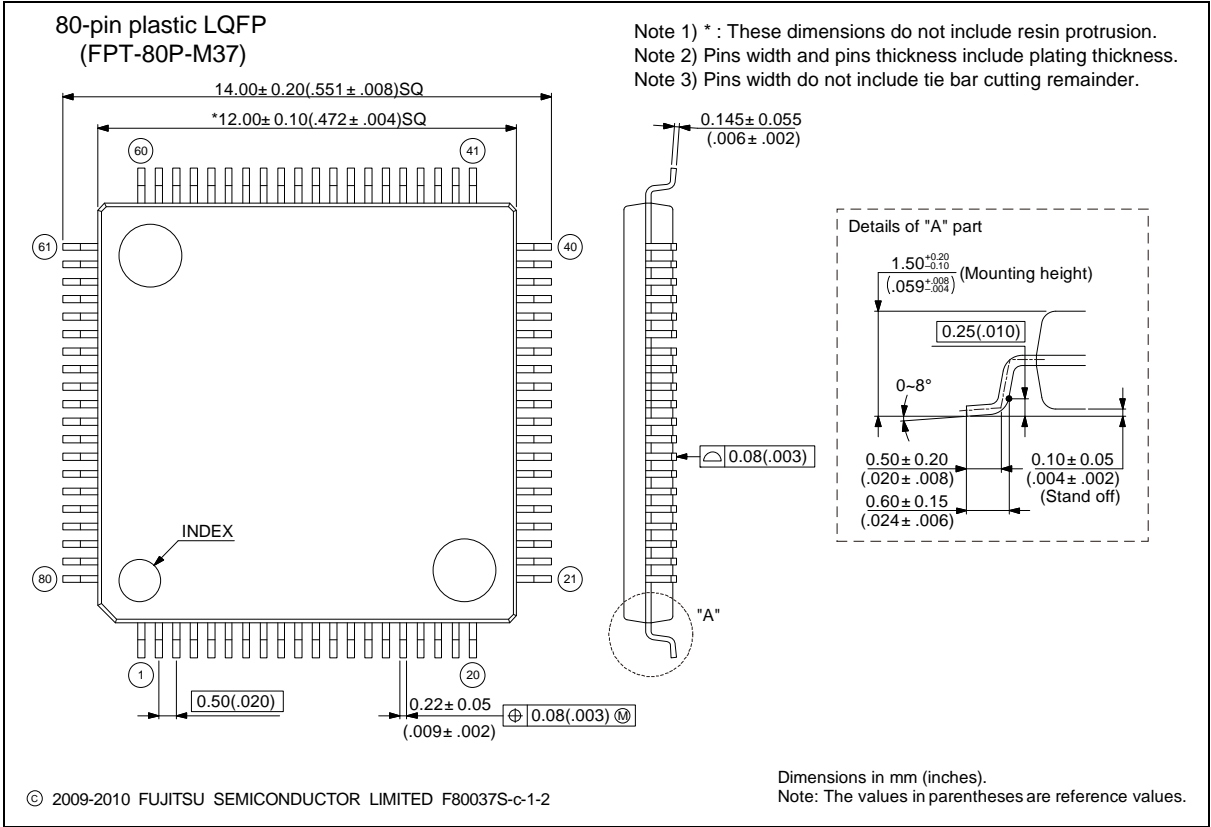 80-pin plastic LQFP
(FPT-80P-M37)
Note 1) * : These dimensions do not include resin protrusion.
Note 2) Pins width and pins thickness include plating thickness.
Note 3) Pins width do not include tie bar cutting remainder.
14.00± 0.20(.551± .008)SQ
*12.00± 0.10(.472± .004)SQ
0.145± 0.055
(.006± .002)
60
41
61
40
Details of "A" part
1.50+0.20–0.10 (Mounting height)
(.059+.008–.004)
0.25(.010)
0~8°
0.08(.003)
0.50± 0.20
(.020± .008)
0.10± 0.05
(.004± .002)
(Stand off)
0.60± 0.15
(.024± .006)
INDEX
80
21
"A"
1
20
0.50(.020)
0.22± 0.05
(.009± .002)
⌖ 0.08(.003) Ⓜ
Dimensions in mm (inches).
Note: The values in parentheses are reference values.
© 2009-2010 FUJITSU SEMICONDUCTOR LIMITED F80037S-c-1-2